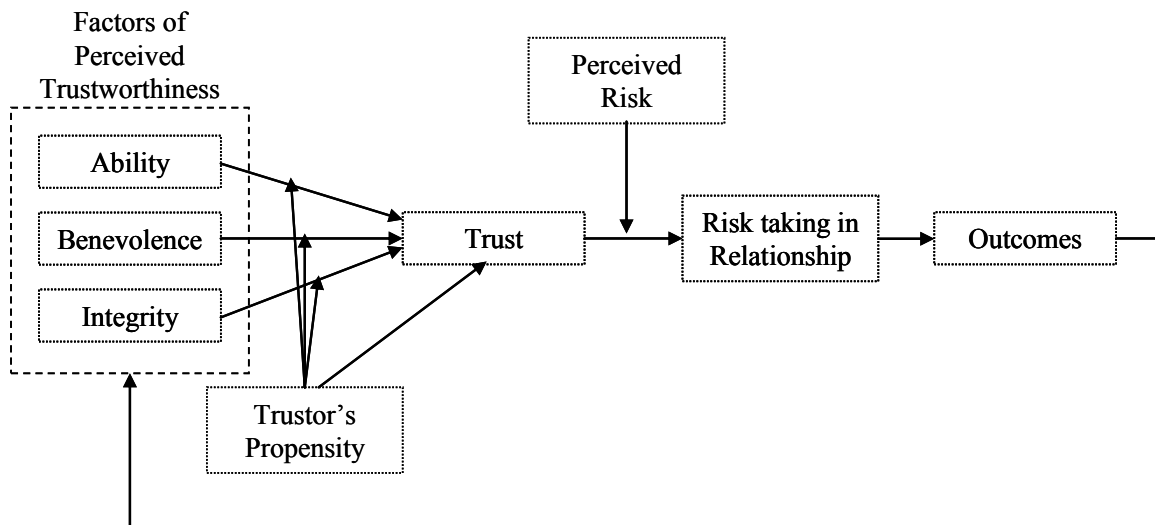 Factors of
Perceived
Trustworthiness
Ability
Benevolence
Integrity
Trustor’s
Propensity
Trust
Perceived
Risk
Risk taking in
Relationship
Outcomes